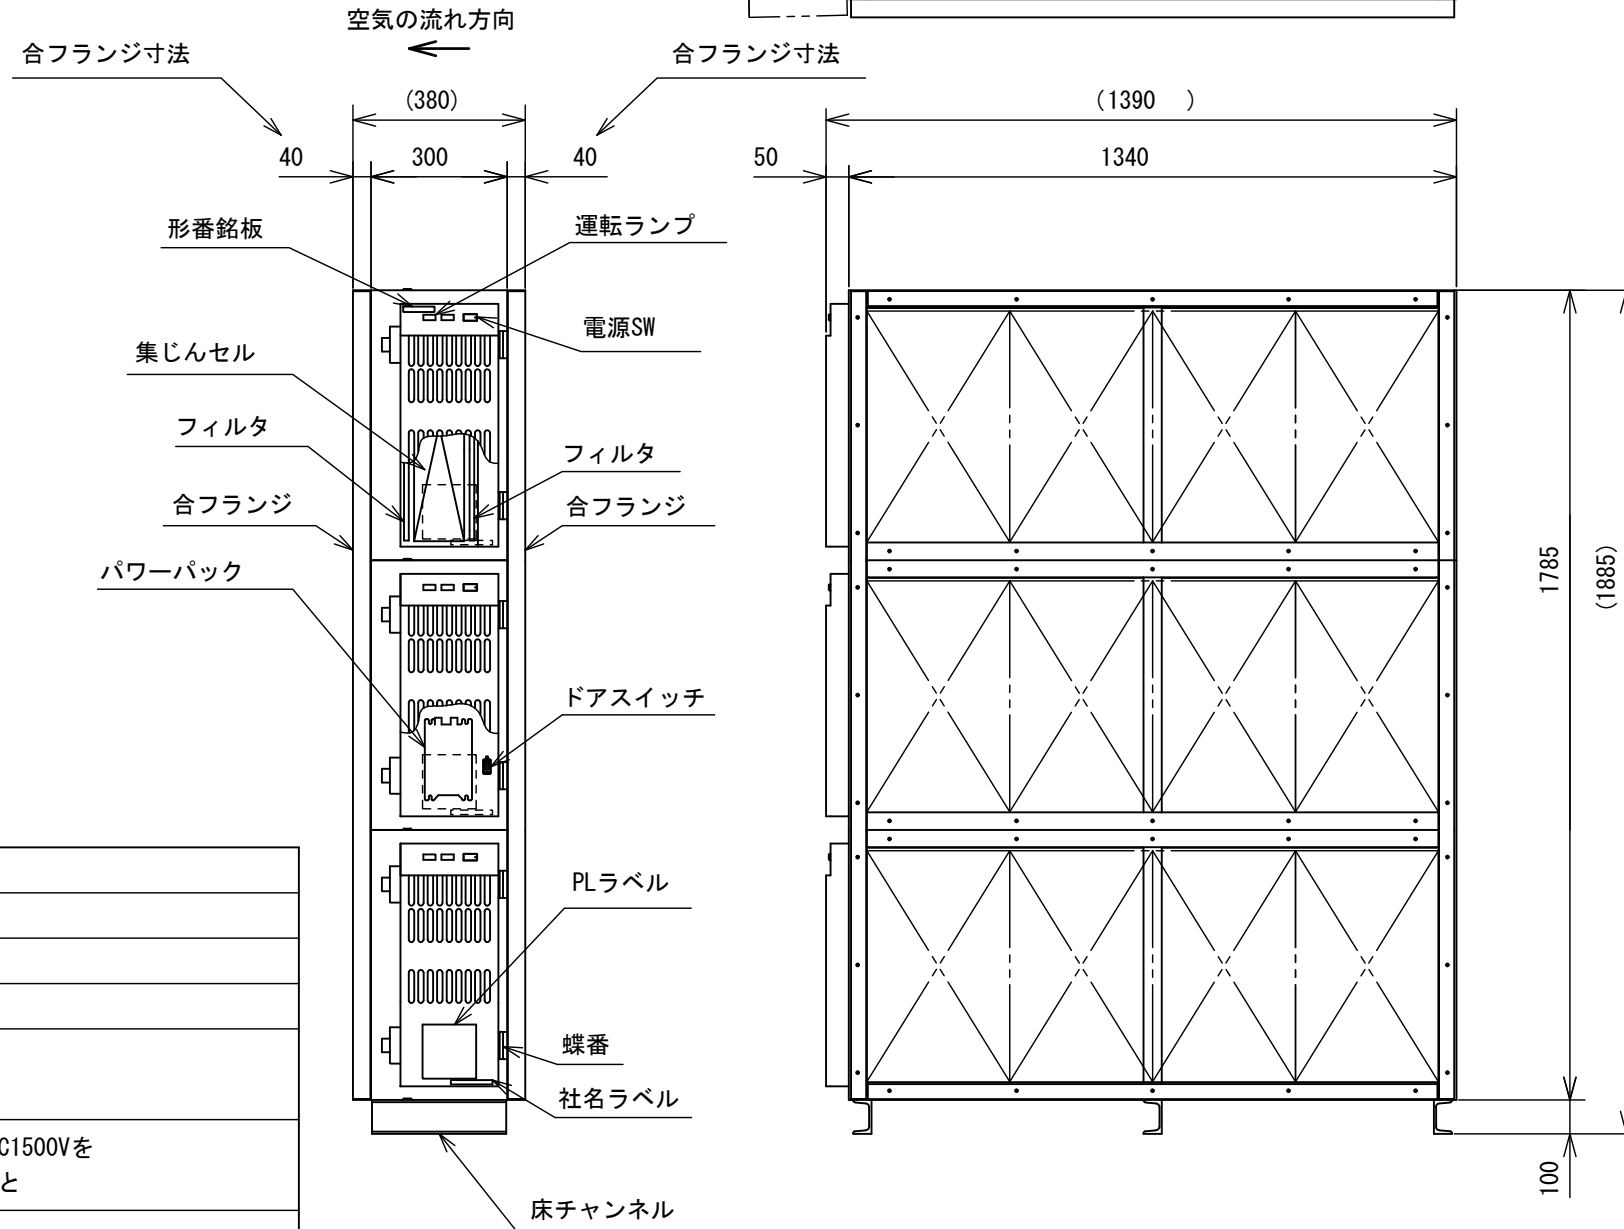 空気の流れ方向
合フランジ寸法
合フランジ寸法
(380)
(1390 )
40
300
40
50
1340
形番銘板
運転ランプ
電源SW
集じんセル
フィルタ
フィルタ
合フランジ
合フランジ
パワーパック
ドアスイッチ
1785
(1885)
PLラベル
蝶番
社名ラベル
C1500Vを
と
100
床チャンネル